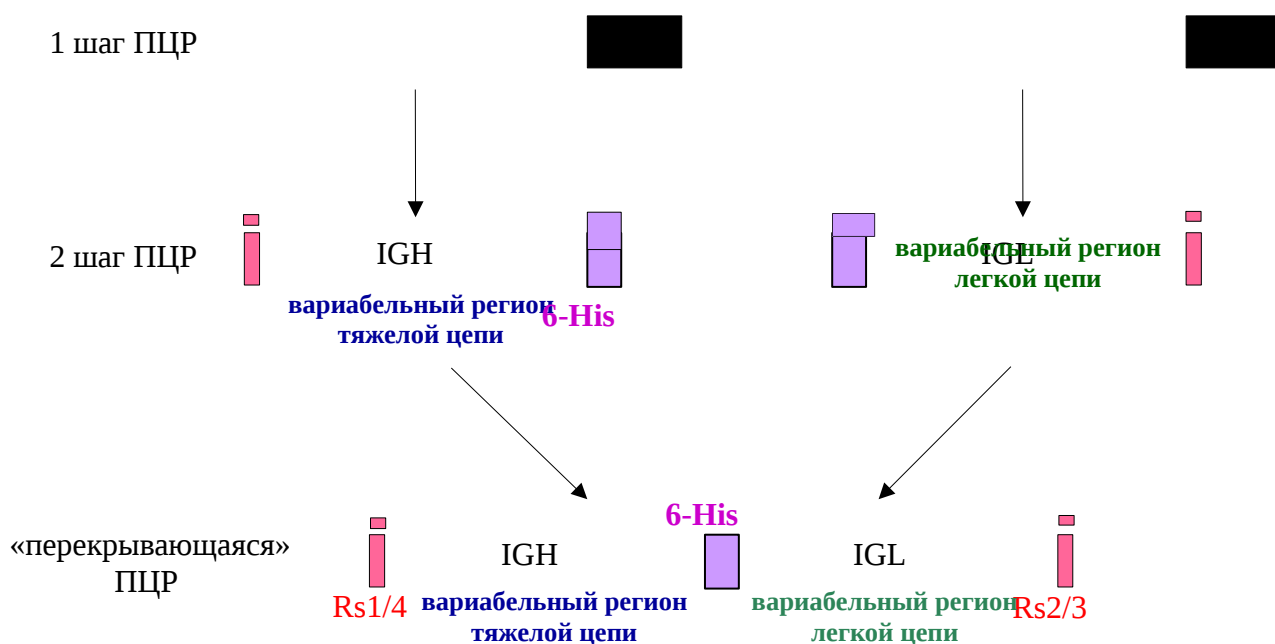 1 шаг ПЦР
2 шаг ПЦР
IGH
вариабельный регион
тяжелой цепи
6-His
IGL
вариабельный регион
легкой цепи
«перекрывающаяся»
ПЦР
6-His
IGH
IGL
Rs1/4
вариабельный регион
тяжелой цепи
вариабельный регион
легкой цепи
Rs2/3